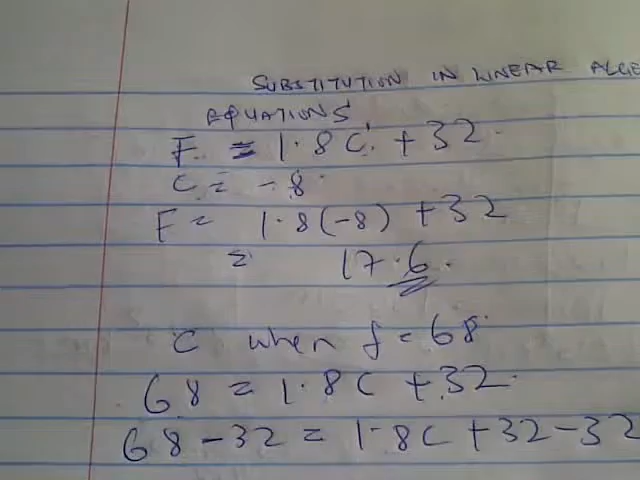 SUBSTITUTION IN LINEAR ALGE
EQUATIONS
F = 1.8C + 32.
C = -8.
F = 1.8(-8) + 32
= 17.6.
C when f = 68.
68 = 1.8C + 32.
68 - 32 = 1.8C + 32 - 32